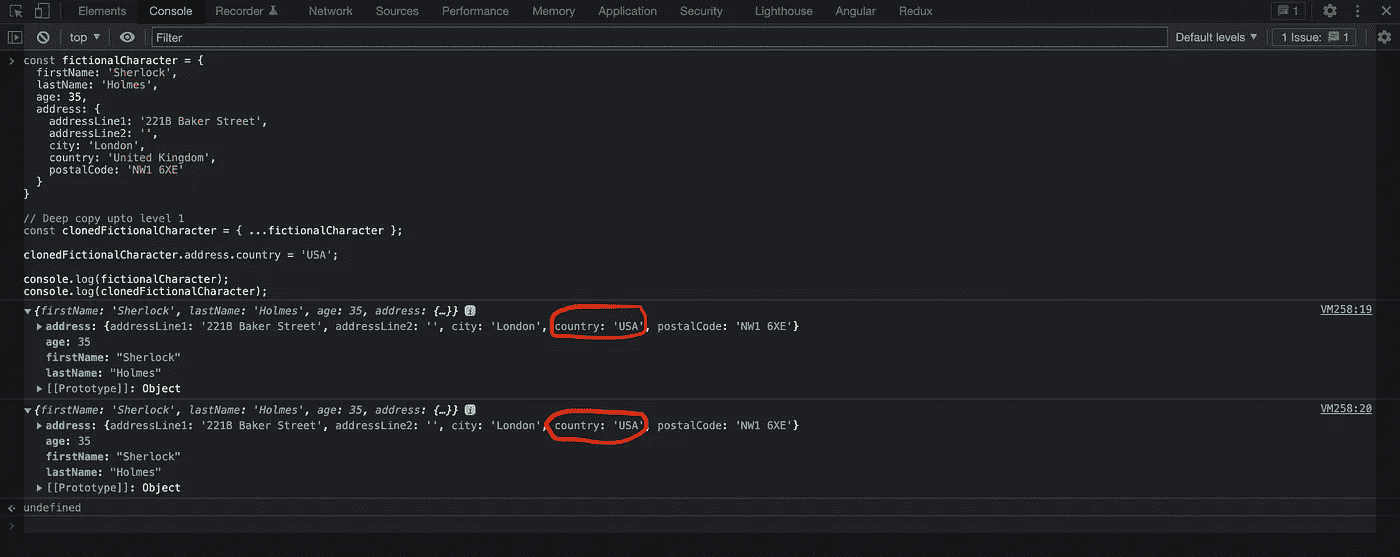 Elements Console Recorder Network Sources Performance Memory Application Security Lighthouse Angular Redux 1
top ▼ Filter Default levels ▼ 1 Issue: 1
> const fictionalCharacter = {
firstName: 'Sherlock',
lastName: 'Holmes',
age: 35,
address: {
addressLine1: '221B Baker Street',
addressLine2: '',
city: 'London',
country: 'United Kingdom',
postalCode: 'NW1 6XE'
}
}
// Deep copy upto level 1
const clonedFictionalCharacter = { ...fictionalCharacter };
clonedFictionalCharacter.address.country = 'USA';
console.log(fictionalCharacter);
console.log(clonedFictionalCharacter);
▼ {firstName: 'Sherlock', lastName: 'Holmes', age: 35, address: {…}} i VM258:19
▶ address: {addressLine1: '221B Baker Street', addressLine2: '', city: 'London', country: 'USA', postalCode: 'NW1 6XE'}
age: 35
firstName: "Sherlock"
lastName: "Holmes"
▶ [[Prototype]]: Object
▼ {firstName: 'Sherlock', lastName: 'Holmes', age: 35, address: {…}} i VM258:20
▶ address: {addressLine1: '221B Baker Street', addressLine2: '', city: 'London', country: 'USA', postalCode: 'NW1 6XE'}
age: 35
firstName: "Sherlock"
lastName: "Holmes"
▶ [[Prototype]]: Object
undefined
>